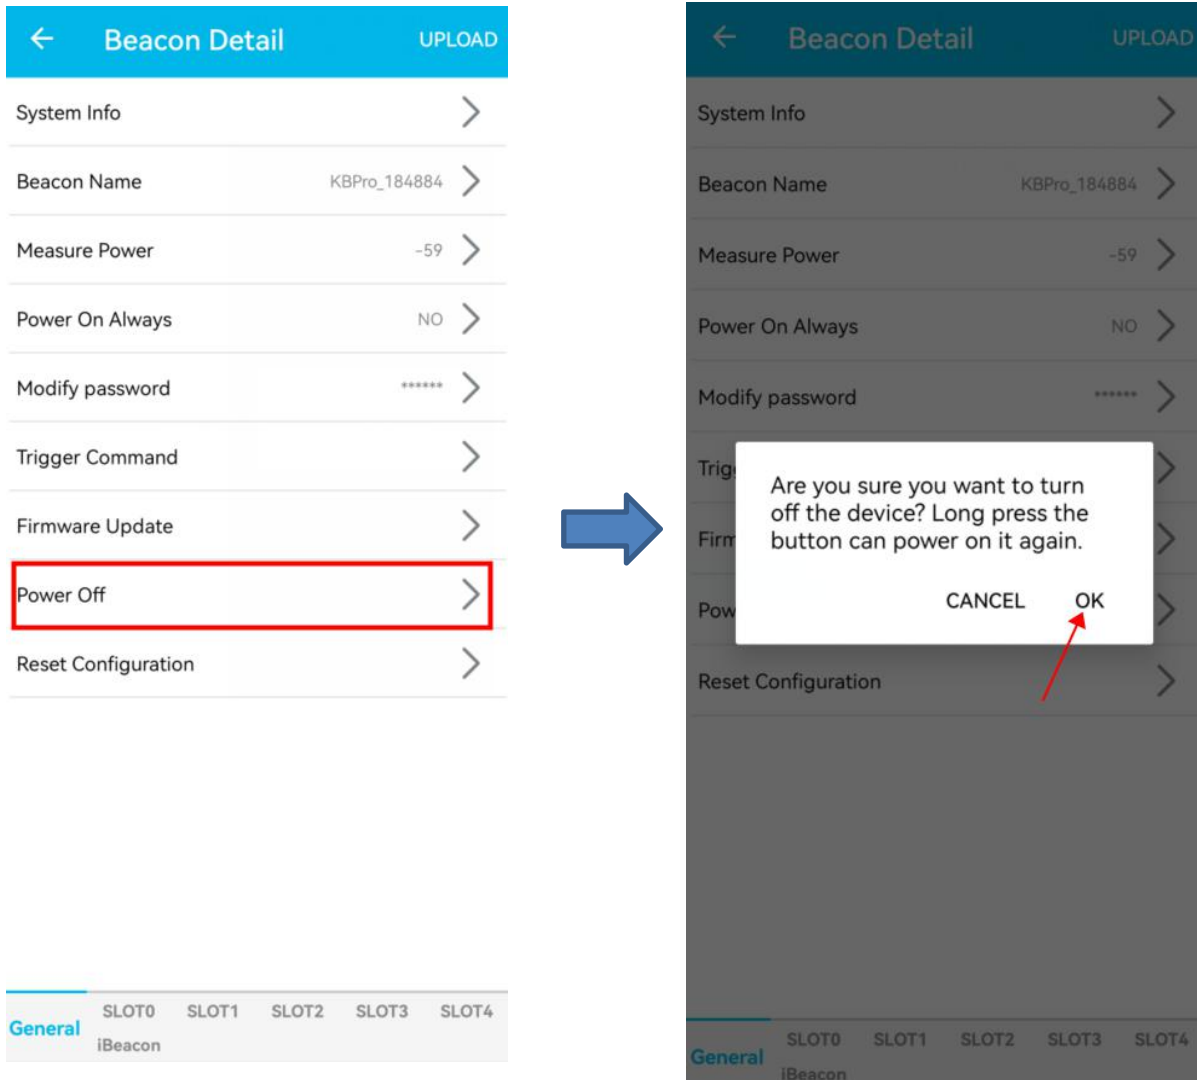 Beacon Detail UPLOAD
System Info
Beacon Name KBPro_184884
Measure Power -59
Power On Always NO
Modify password ******
Trigger Command
Firmware Update
Power Off
Reset Configuration
General SLOT0 SLOT1 SLOT2 SLOT3 SLOT4
iBeacon
Beacon Detail UPLOAD
System Info
Beacon Name KBPro_184884
Measure Power -59
Power On Always NO
Modify password ******
Trig
Are you sure you want to turn
off the device? Long press the
Firm
button can power on it again.
CANCEL OK
Pow
Reset Configuration
General SLOT0 SLOT1 SLOT2 SLOT3 SLOT4
iBeacon